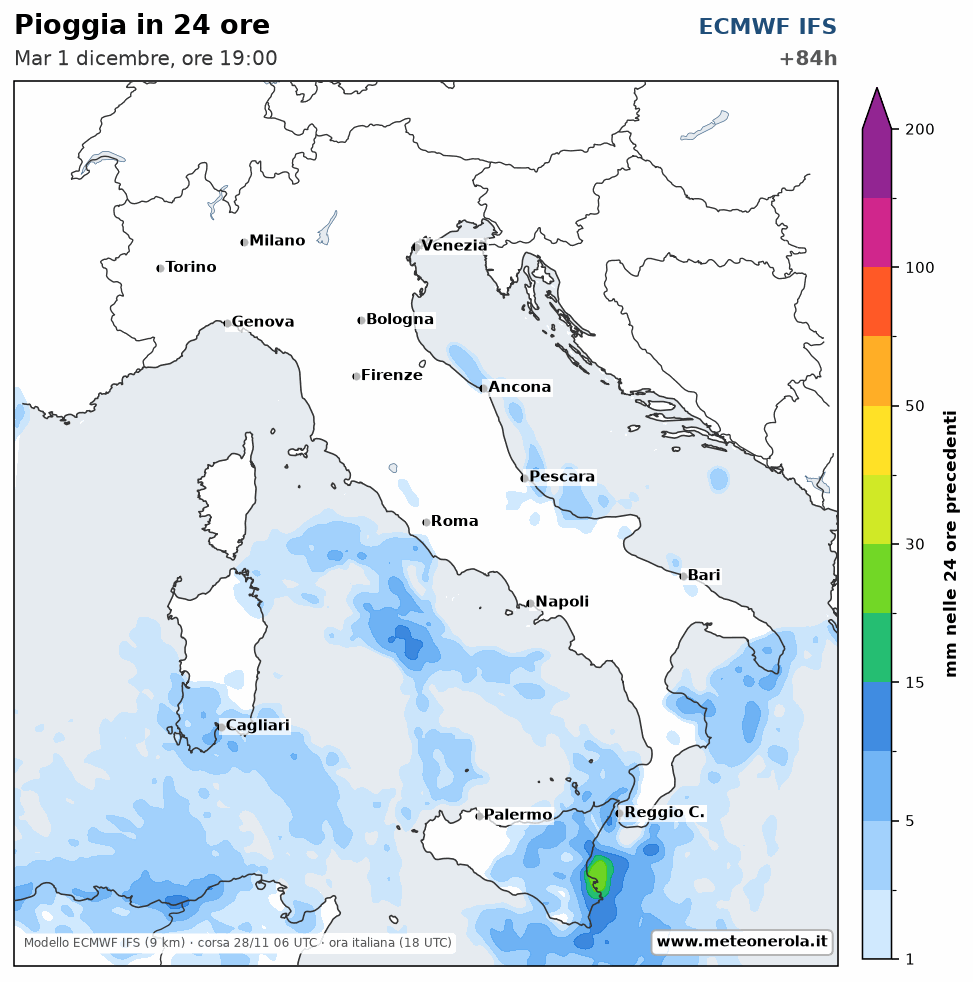 Pioggia in 24 ore
ECMWF IFS
Mar 1 dicembre, ore 19:00
+84h
200
100
50
30
15
5
1
mm nelle 24 ore precedenti
Milano
Venezia
Torino
Genova
Bologna
Firenze
Ancona
Pescara
Roma
Bari
Napoli
Cagliari
Palermo
Reggio C.
Modello ECMWF IFS (9 km) · corsa 28/11 06 UTC · ora italiana (18 UTC)
www.meteonerola.it